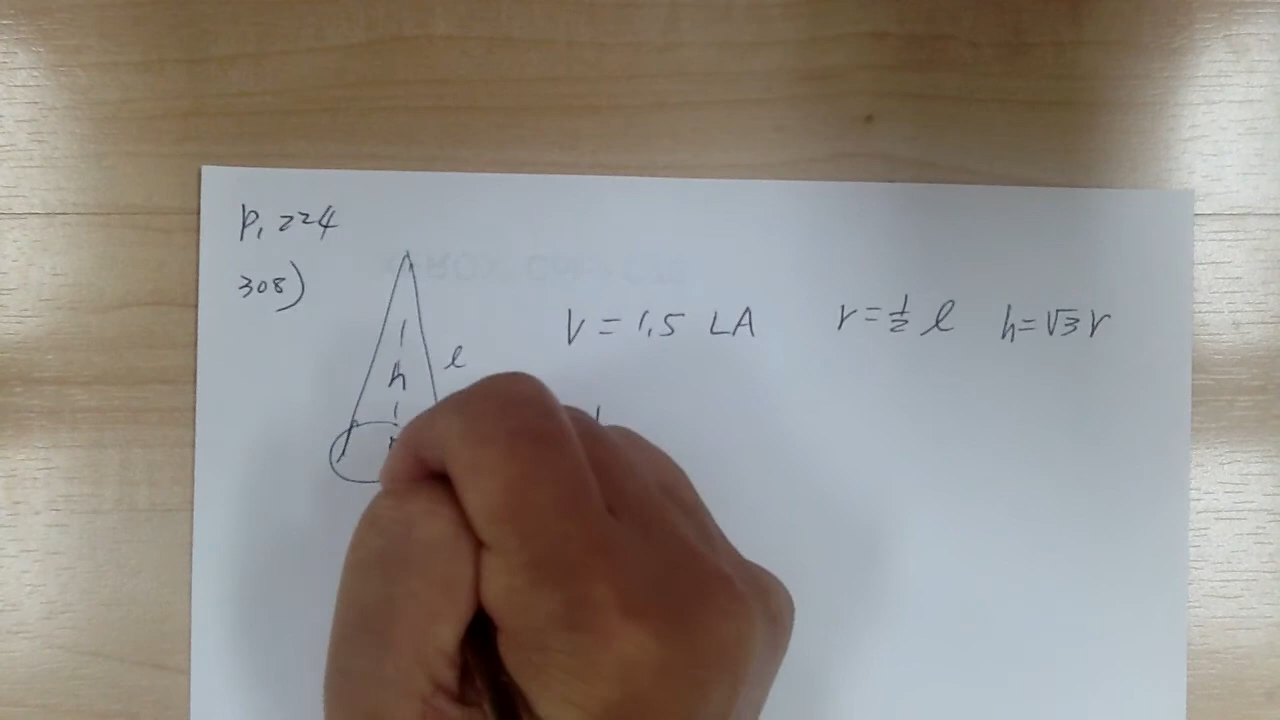 p. 224
308)
V = 1.5 LA r = 1/2 l h = √3 r
l
h